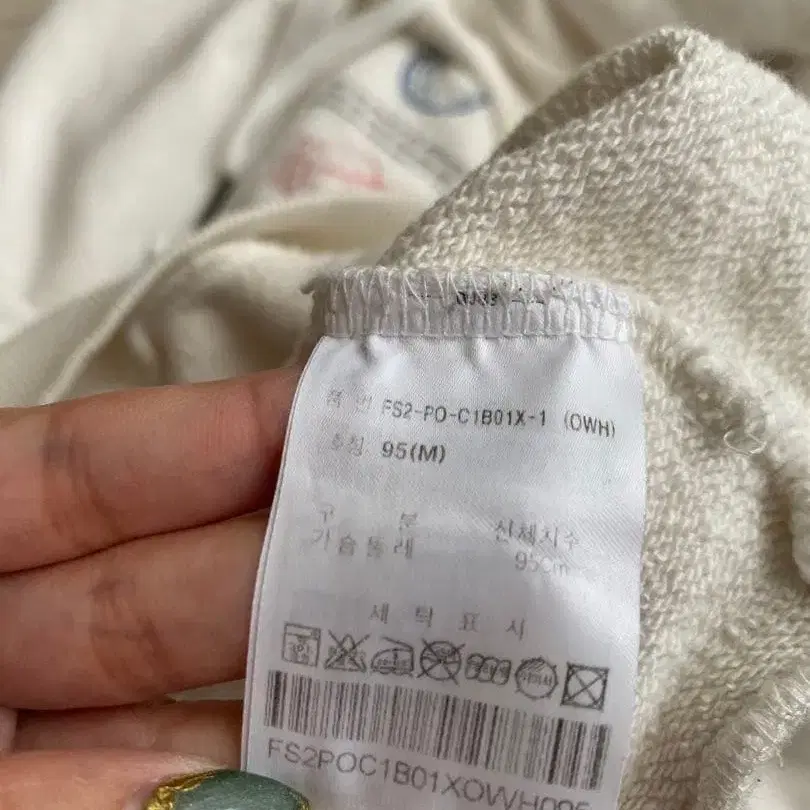 품 번 FS2-PO-C1B01X-1 (OWH)
호칭 95(M)
구 분 신체치수
가슴둘레 95cm
세 탁 표 시
FS2POC1B01XOWH095